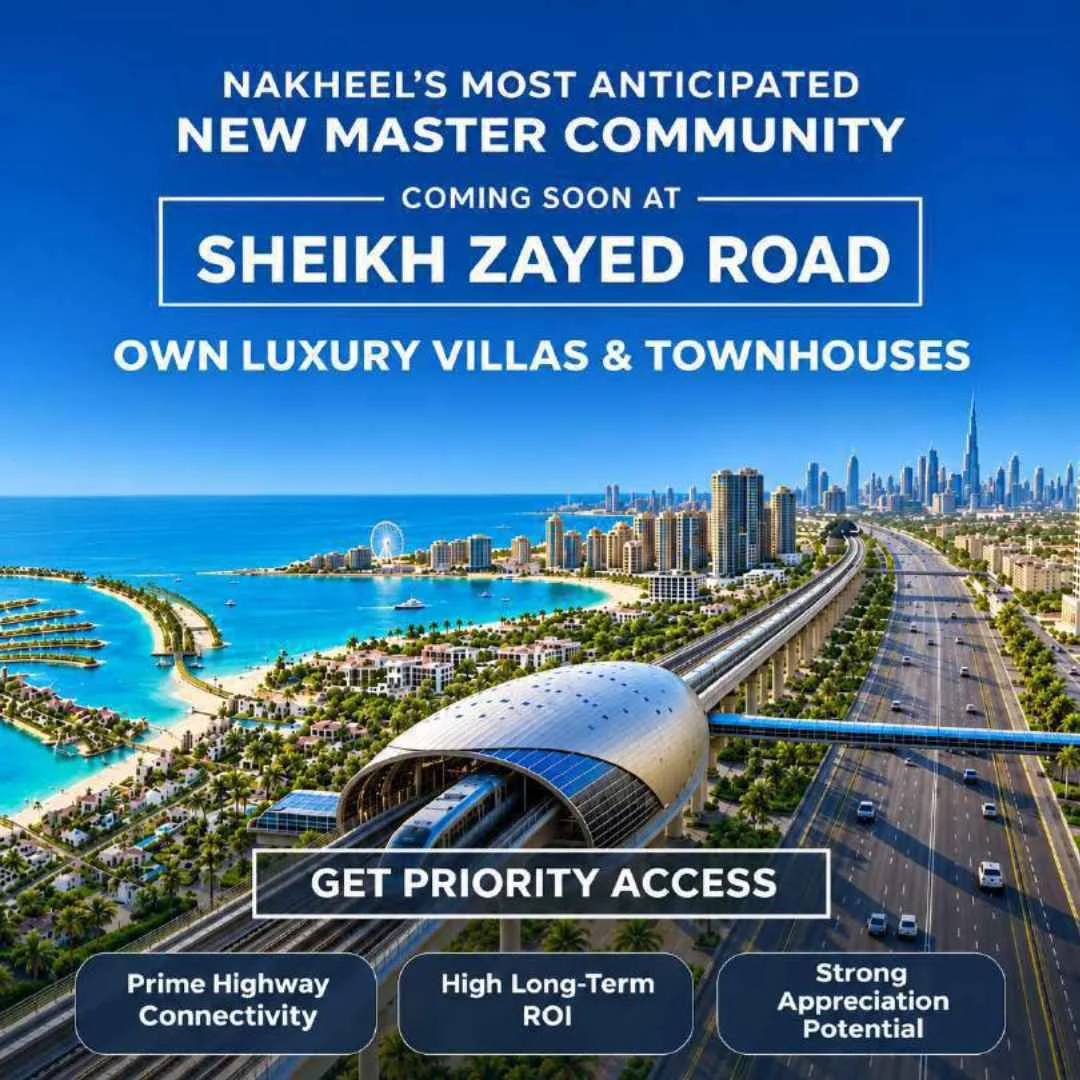 NAKHEEL'S MOST ANTICIPATED
NEW MASTER COMMUNITY
COMING SOON AT
SHEIKH ZAYED ROAD
OWN LUXURY VILLAS & TOWNHOUSES
GET PRIORITY ACCESS
Prime Highway
Connectivity
High Long-Term
ROI
Strong
Appreciation
Potential